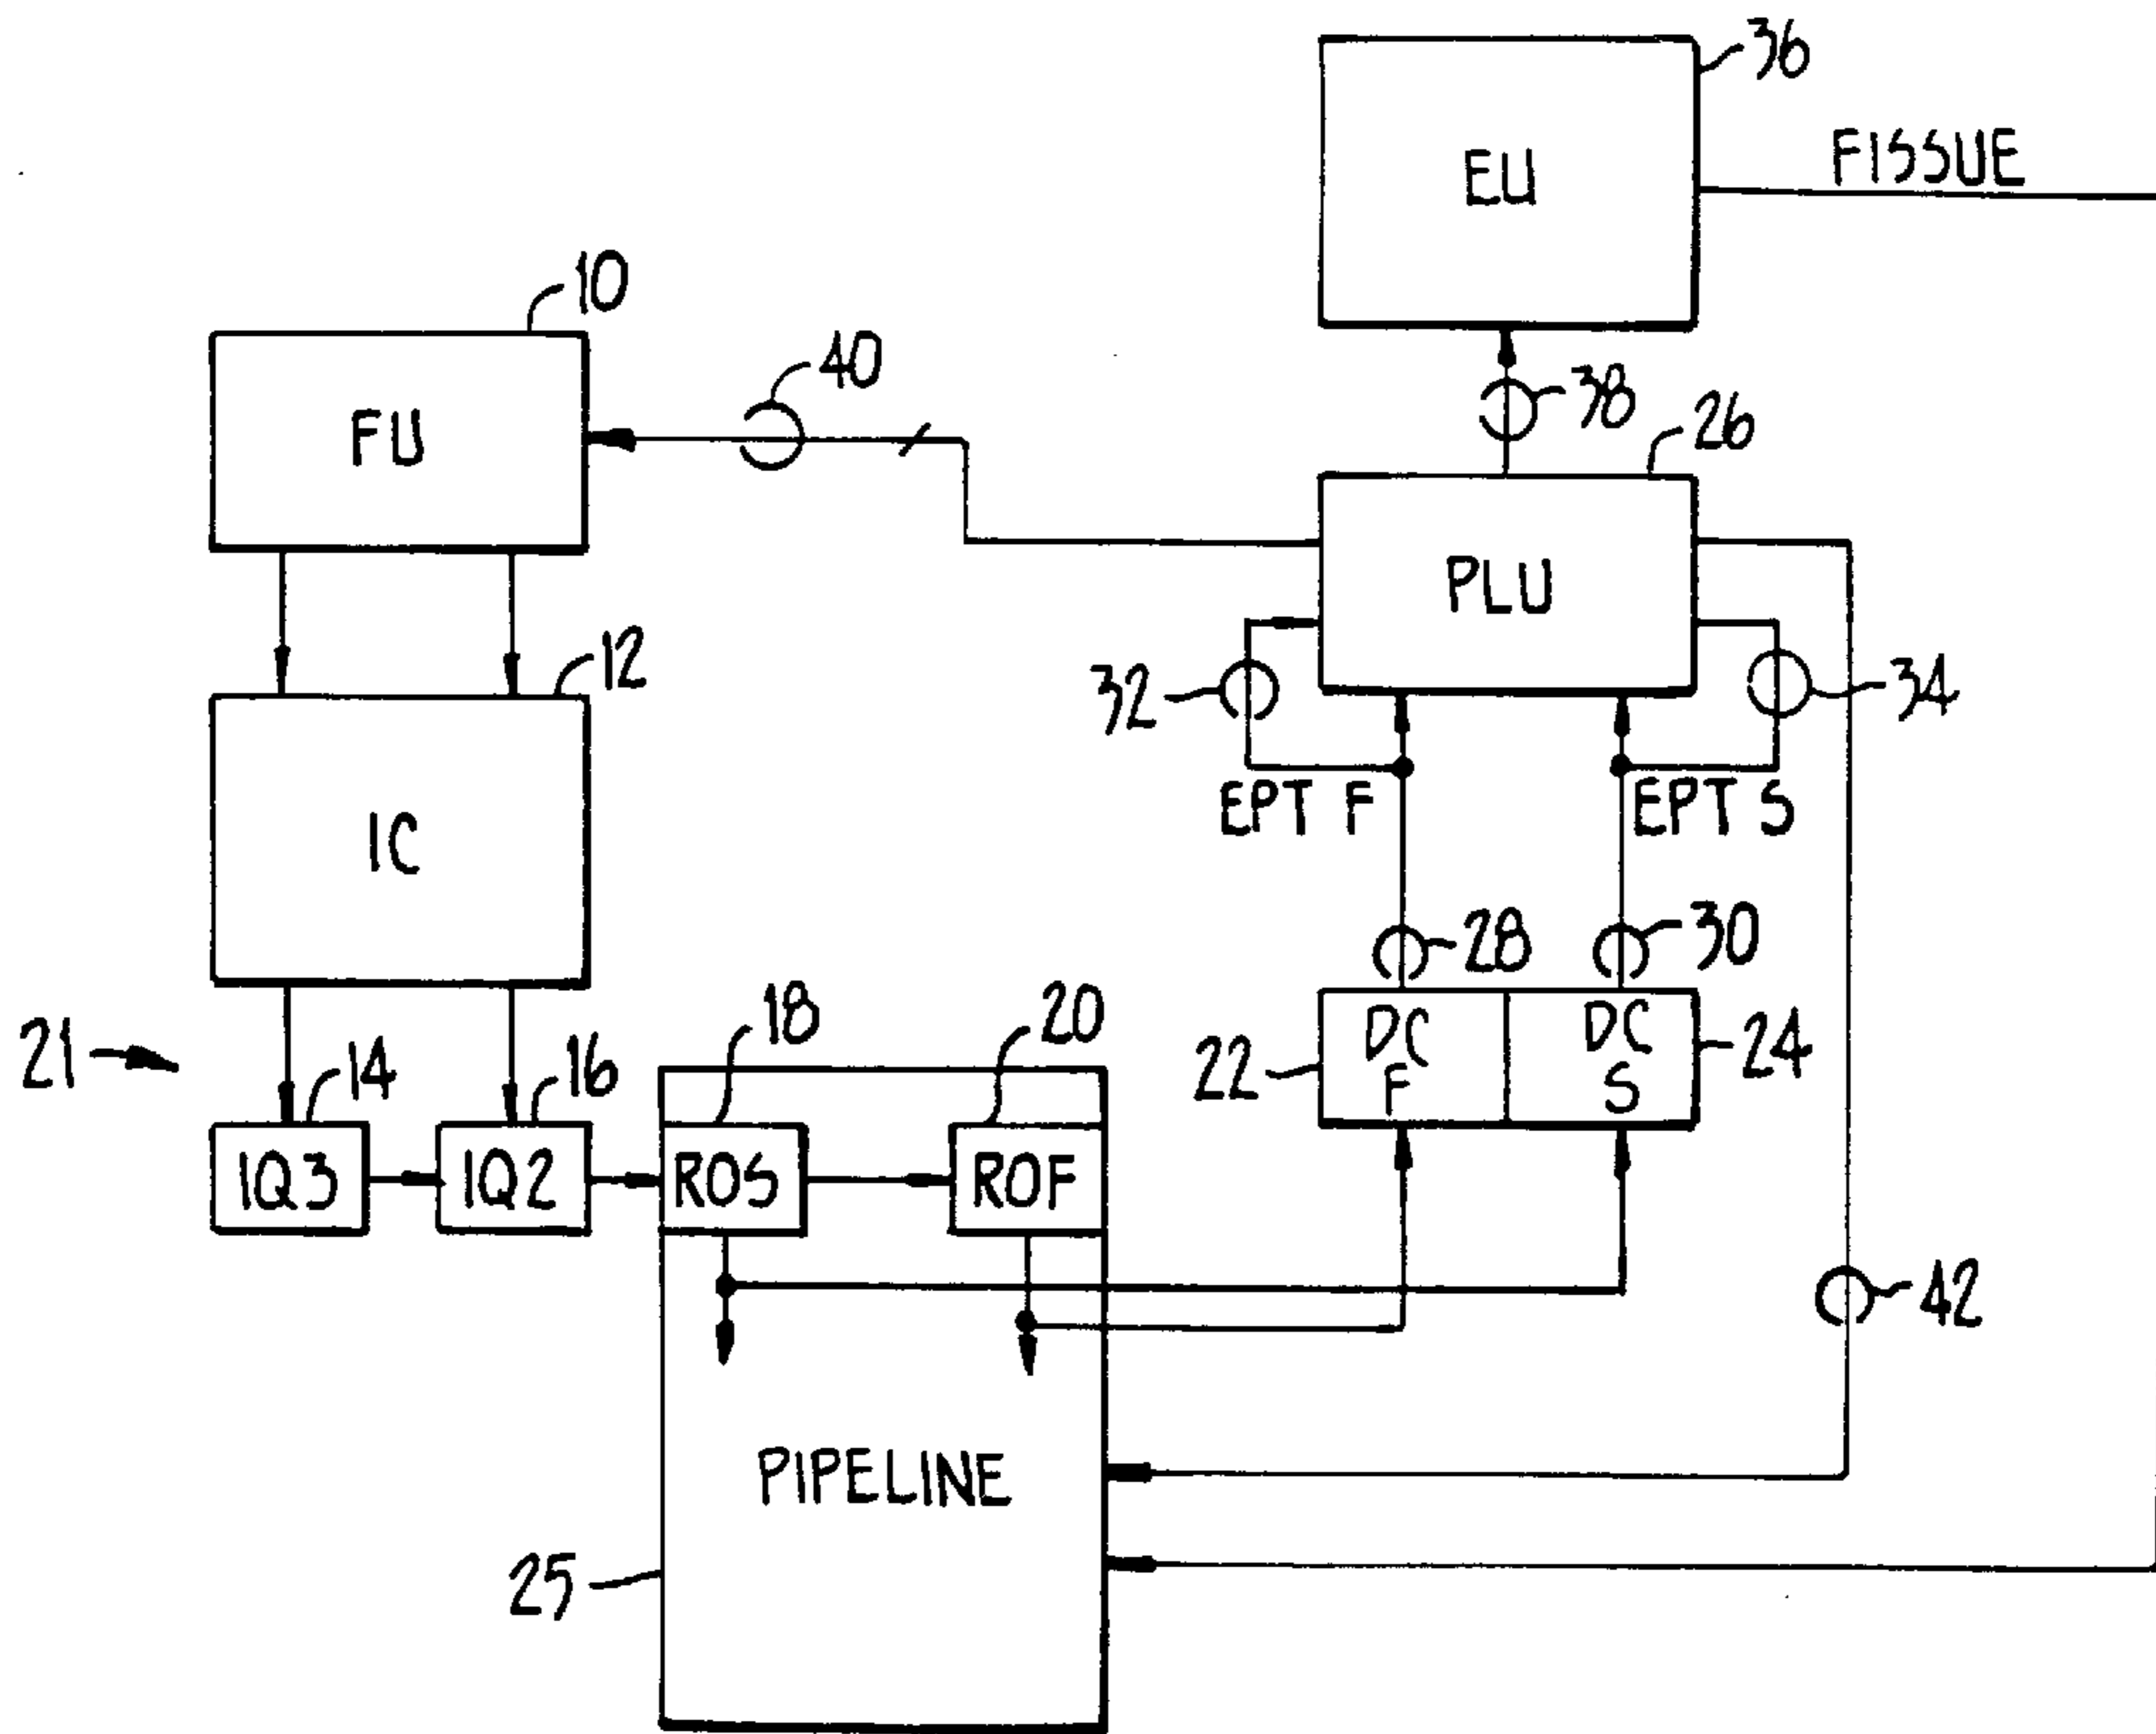 36
EU
FISSUE
10
40
FU
38
26
PLU
12
32
34
EPT F
EPT S
IC
28
30
18
20
21
14
16
22
DC
F
DC
S
24
IQ3
IQ2
ROS
ROF
42
PIPELINE
25